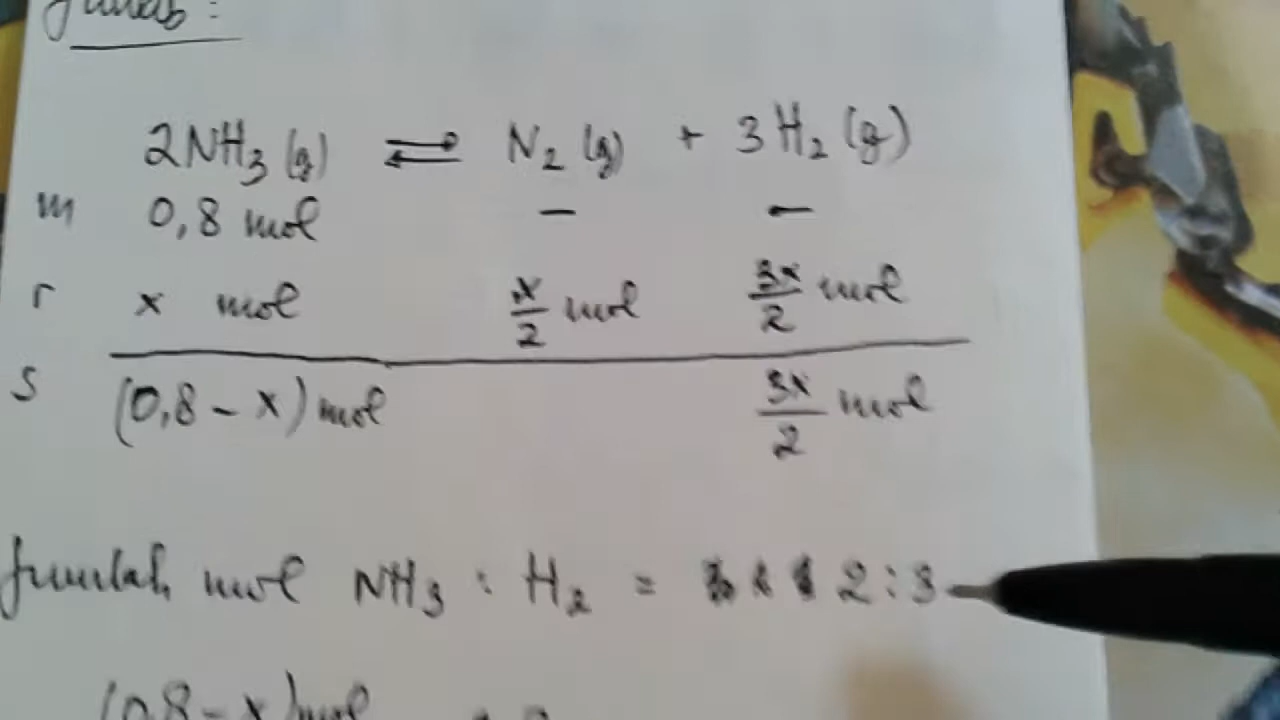 Jawab :
2NH₃ (g) ⇌ N₂ (g) + 3H₂ (g)
m 0,8 mol – –
r x mol x/2 mol 3x/2 mol
s (0,8 – x) mol 3x/2 mol
Jumlah mol NH₃ : H₂ = 2 : 3
(0,8 – x) mol